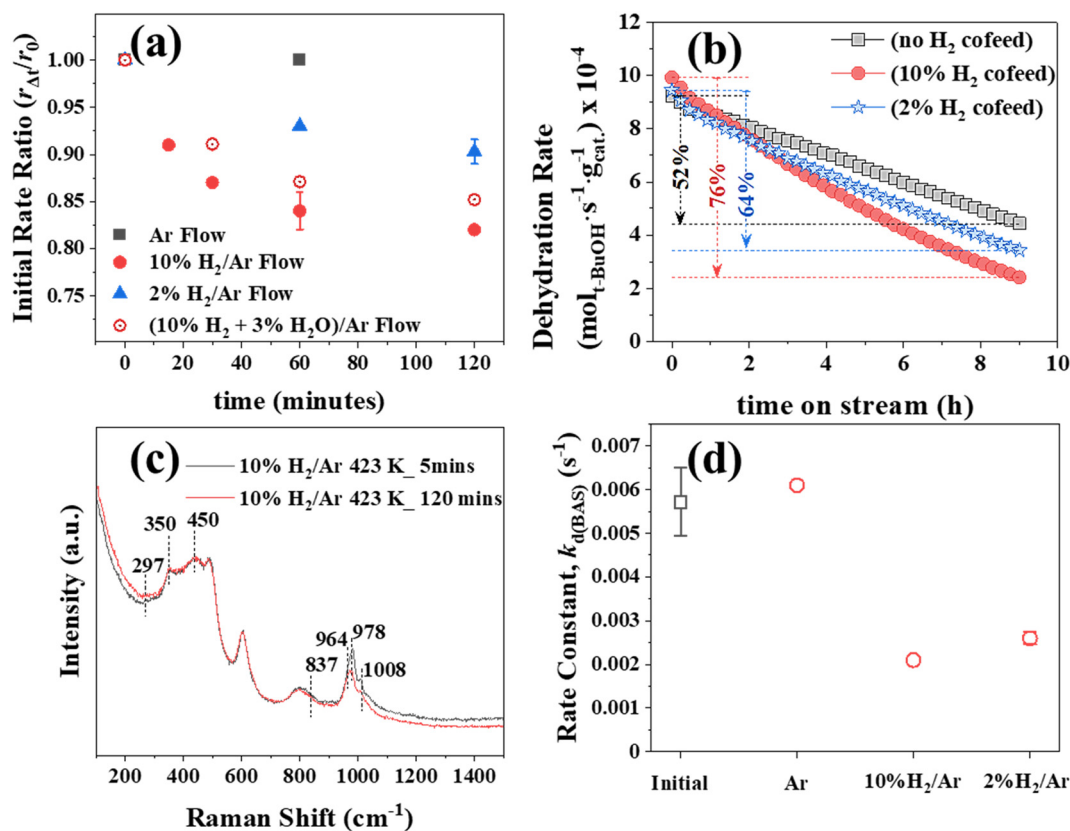 (a)
Initial Rate Ratio (r_Δt/r_0)
1.00
0.95
0.90
0.85
0.80
0.75
Ar Flow
10% H₂/Ar Flow
2% H₂/Ar Flow
(10% H₂ + 3% H₂O)/Ar Flow
0 20 40 60 80 100 120
time (minutes)
(b)
Dehydration Rate
(mol_t-BuOH·s⁻¹·g⁻¹_cat.) x 10⁻⁴
12
10
8
6
4
2
0
(no H₂ cofeed)
(10% H₂ cofeed)
(2% H₂ cofeed)
52%
76%
64%
0 2 4 6 8 10
time on stream (h)
(c)
Intensity (a.u.)
10% H₂/Ar 423 K_ 5mins
10% H₂/Ar 423 K_ 120 mins
297
350
450
837
964
978
1008
200 400 600 800 1000 1200 1400
Raman Shift (cm⁻¹)
(d)
Rate Constant, k_d(BAS) (s⁻¹)
0.007
0.006
0.005
0.004
0.003
0.002
0.001
0
Initial Ar 10%H₂/Ar 2%H₂/Ar